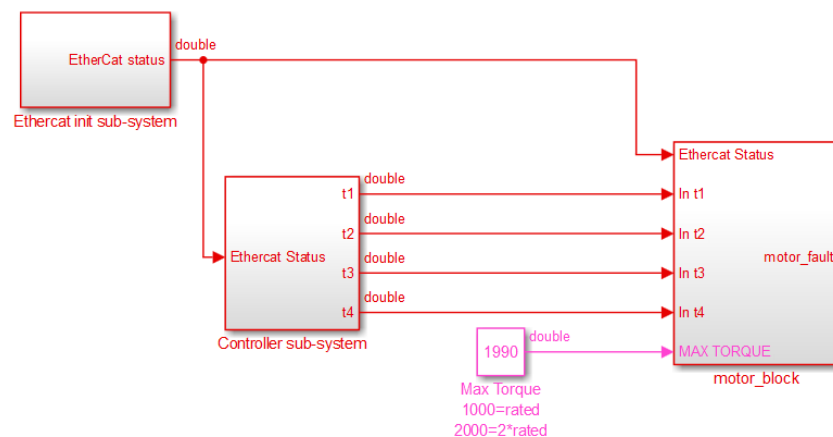 double
EtherCat status
Ethercat init sub-system
Ethercat Status
double
t1
In t1
double
t2
In t2
Ethercat Status
motor_fault
double
t3
In t3
double
t4
In t4
Controller sub-system
double
1990
MAX TORQUE
motor_block
Max Torque
1000=rated
2000=2*rated